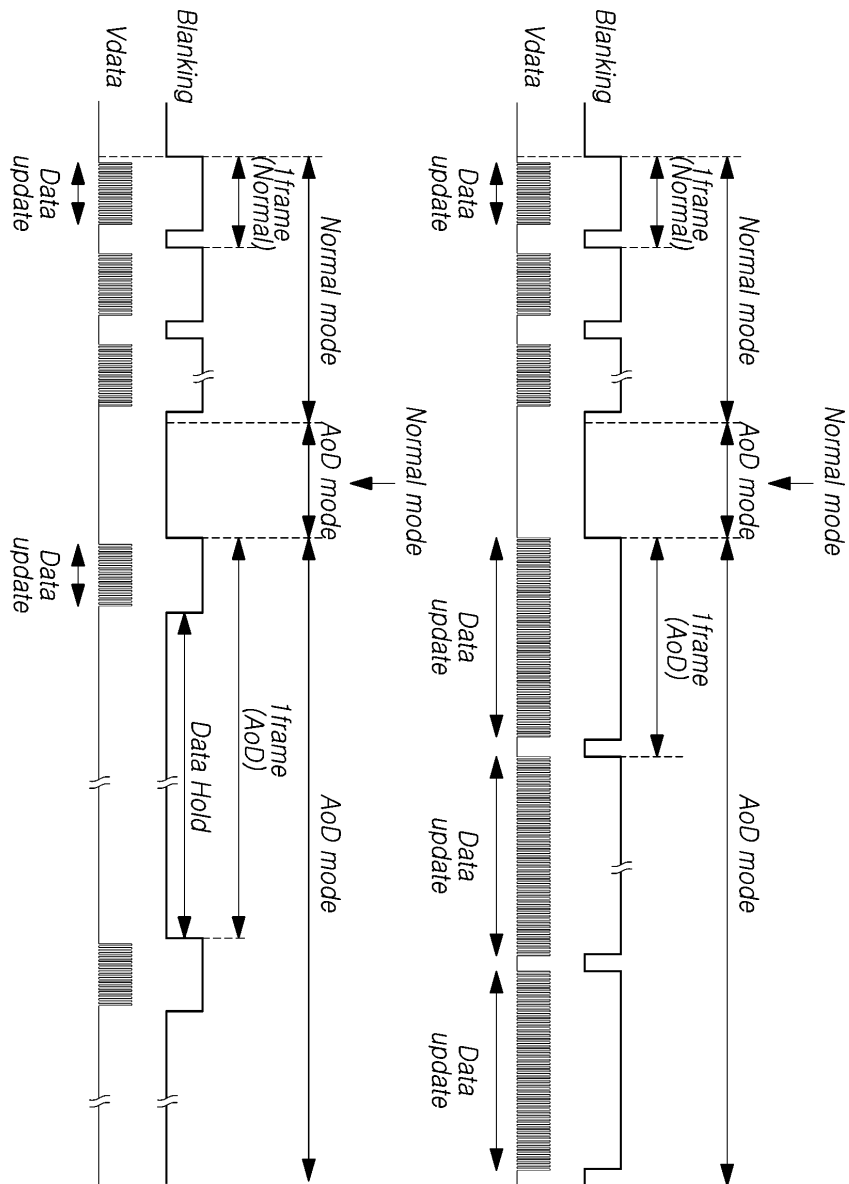 Normal mode
Normal mode
AoD mode
AoD mode
1frame
(Normal)
1frame
(AoD)
Blanking
Vdata
Data
update
Data
update
Data
update
Data
update
Normal mode
Normal mode
AoD mode
AoD mode
1frame
(Normal)
1frame
(AoD)
Data Hold
Blanking
Vdata
Data
update
Data
update